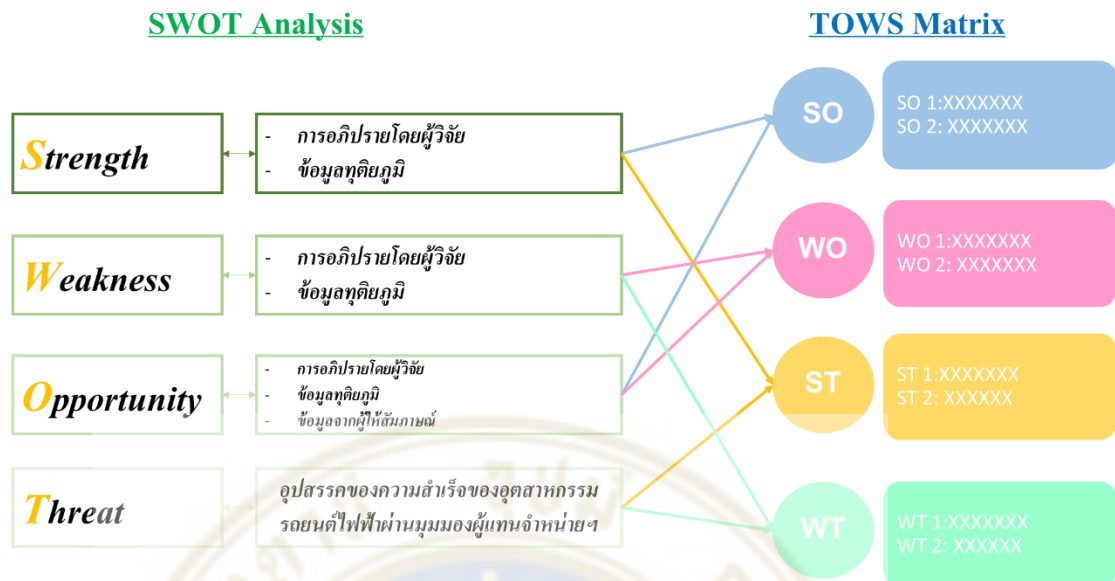 SWOT Analysis
TOWS Matrix
Strength
- การอภิปรายโดยผู้วิจัย
- ข้อมูลทุติยภูมิ
Weakness
- การอภิปรายโดยผู้วิจัย
- ข้อมูลทุติยภูมิ
Opportunity
- การอภิปรายโดยผู้วิจัย
- ข้อมูลทุติยภูมิ
- ข้อมูลจากผู้ให้สัมภาษณ์
Threat
อุปสรรคของความสำเร็จของอุตสาหกรรม
รถยนต์ไฟฟ้าผ่านมุมมองผู้แทนจำหน่ายฯ
SO
SO 1:XXXXXXX
SO 2: XXXXXXX
WO
WO 1:XXXXXXX
WO 2: XXXXXXX
ST
ST 1:XXXXXXX
ST 2: XXXXXX
WT
WT 1:XXXXXXX
WT 2: XXXXXX